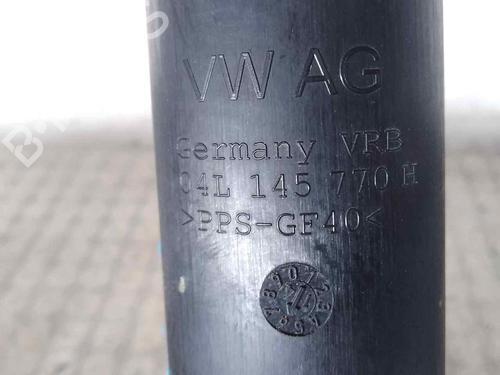 VW AG
Germany VRB
04L 145 770 H
>PPS-GF40<